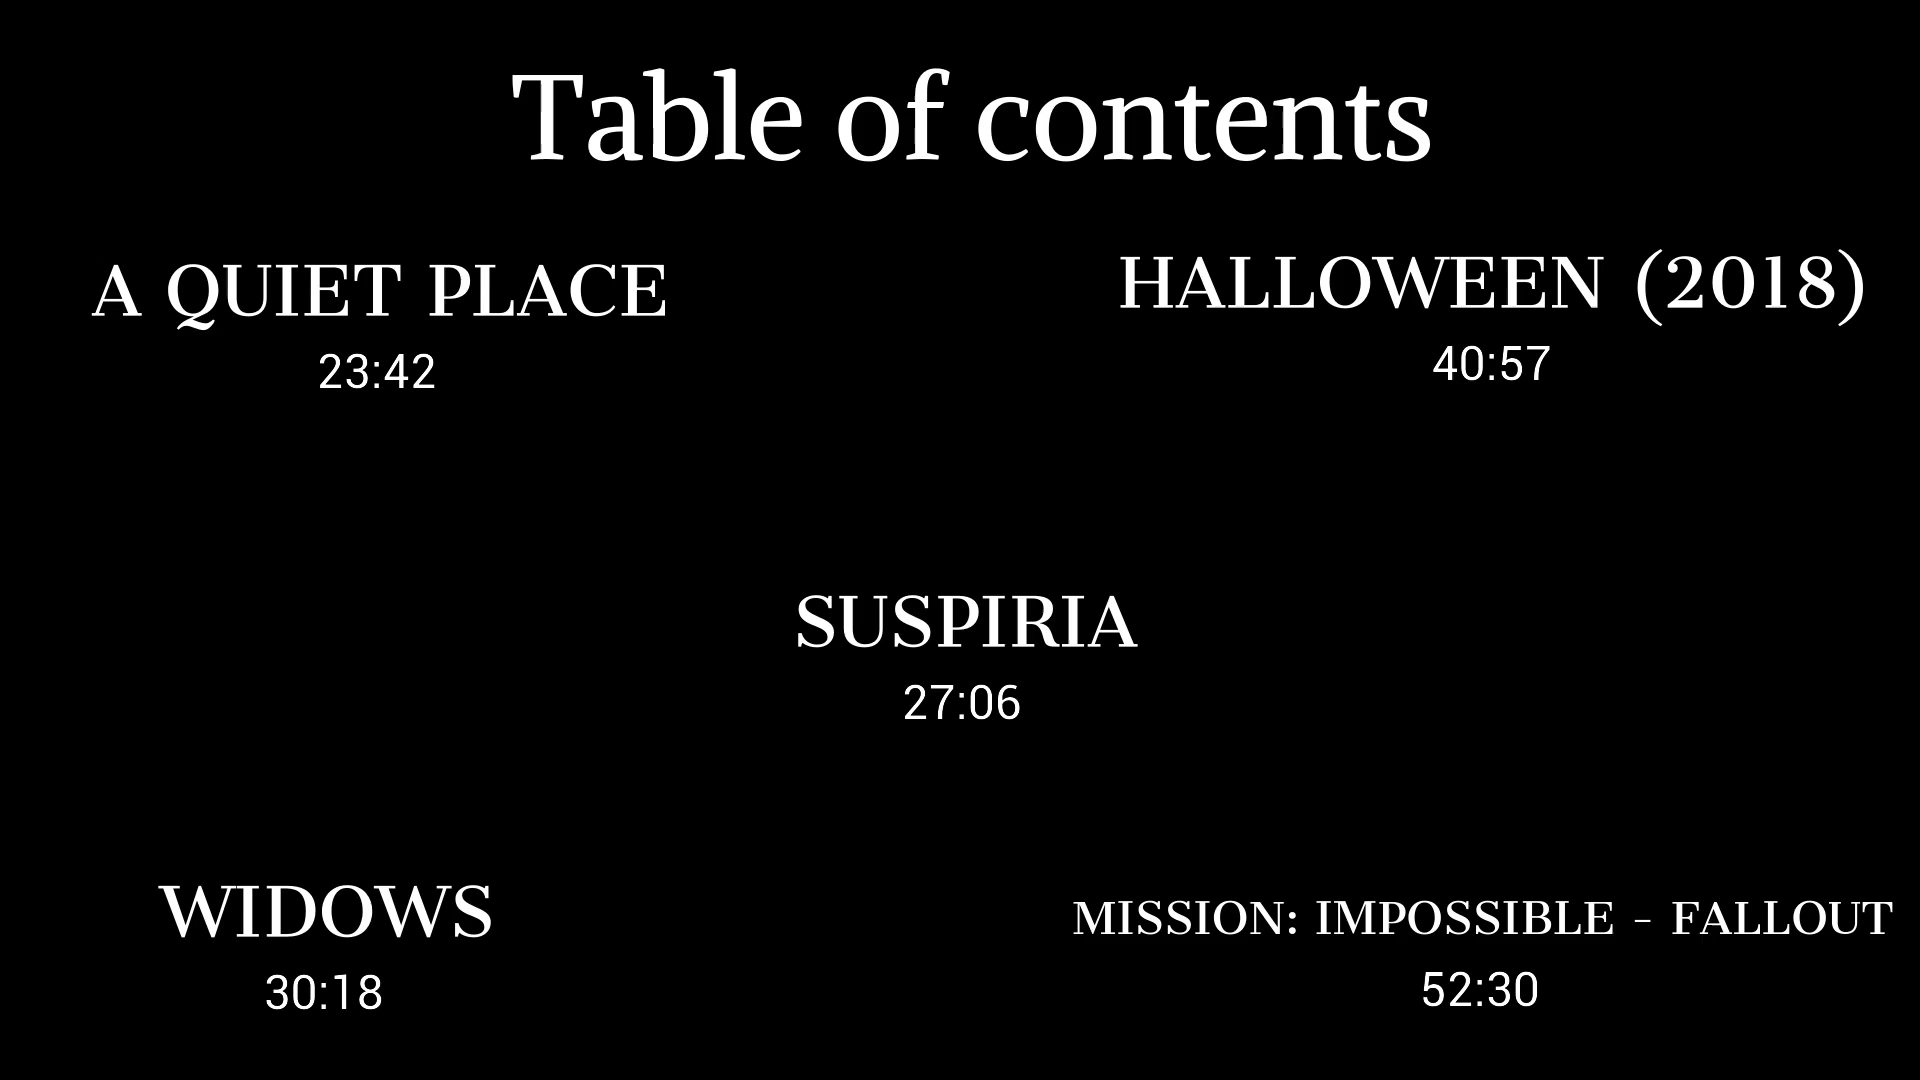 Table of contents
A QUIET PLACE
23:42
HALLOWEEN (2018)
40:57
SUSPIRIA
27:06
WIDOWS
30:18
MISSION: IMPOSSIBLE - FALLOUT
52:30